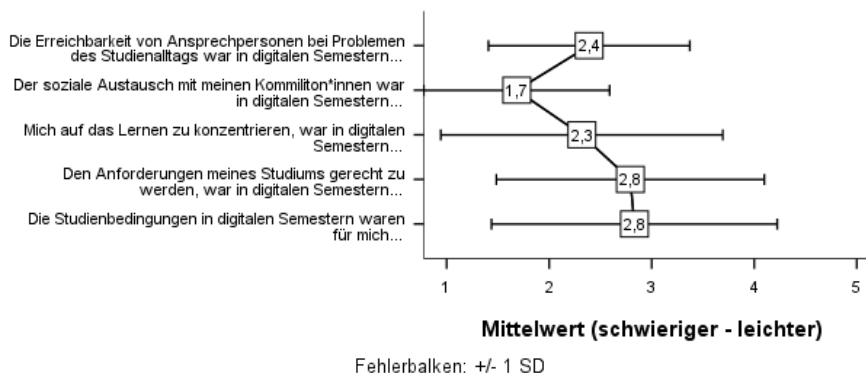 Die Erreichbarkeit von Ansprechpersonen bei Problemen
des Studienalltags war in digitalen Semestern...
2,4
Der soziale Austausch mit meinen Kommiliton*innen war
in digitalen Semestern...
1,7
Mich auf das Lernen zu konzentrieren, war in digitalen
Semestern...
2,3
Den Anforderungen meines Studiums gerecht zu
werden, war in digitalen Semestern...
2,8
Die Studienbedingungen in digitalen Semestern waren
für mich...
2,8
1 2 3 4 5
Mittelwert (schwieriger - leichter)
Fehlerbalken: +/- 1 SD